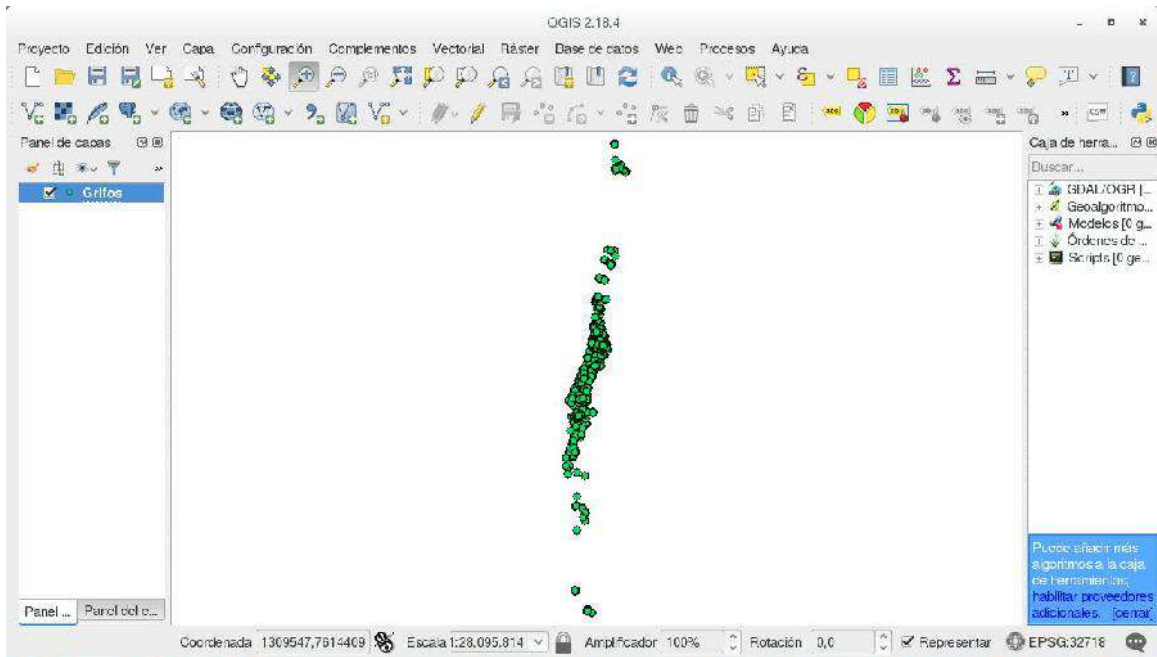 QGIS 2.18.4
Proyecto Edición Ver Capa Configuración Complementos Vectorial Ráster Base de datos Web Procesos Ayuda
Panel de capas
Caja de herra...
Buscar...
Grifos
GDAL/OGR [...
Geoalgoritmo...
Modelos [0 g...
Órdenes de ...
Scripts [0 ge...
Puede añadir más
algoritmos a la caja
de herramientas,
habilitar proveedores
adicionales. [cerrar]
Panel ... Panel del c...
Coordenada 1309547,7614409 Escala 1:28.095.814 Amplificador 100% Rotación 0,0 Representar EPSG:32718